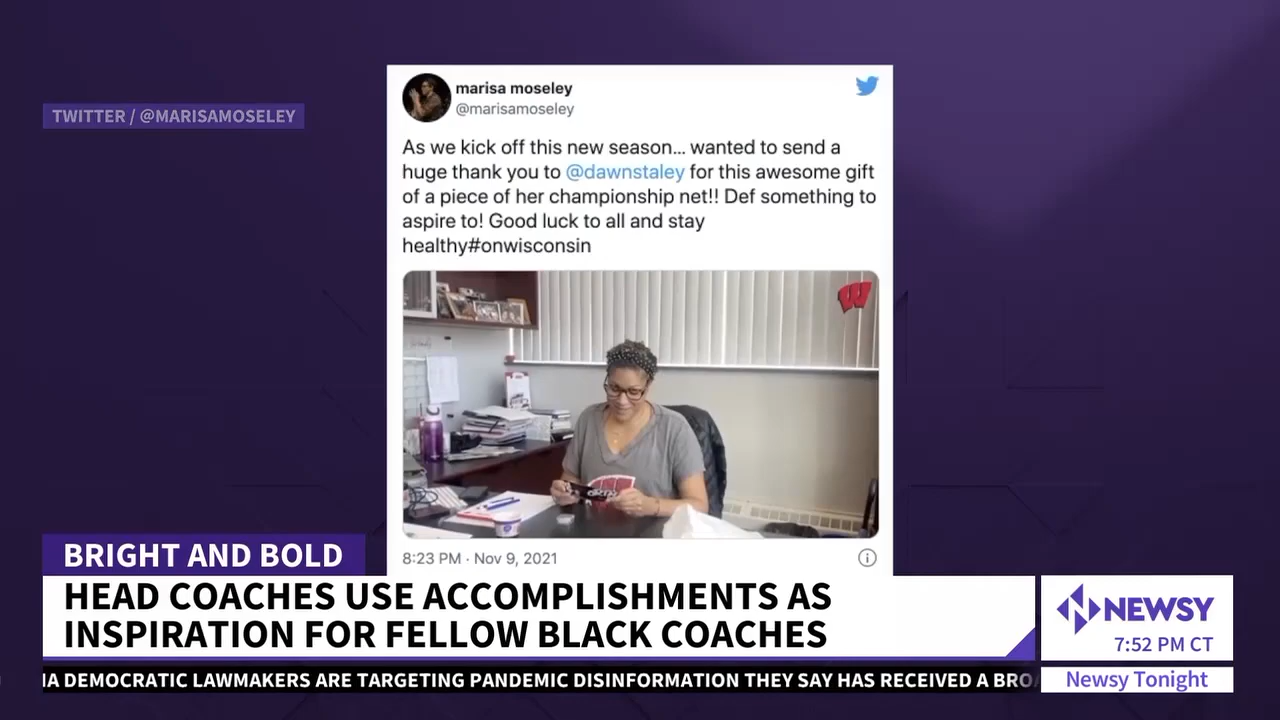 TWITTER / @MARISAMOSELEY
marisa moseley
@marisamoseley
As we kick off this new season... wanted to send a
huge thank you to @dawnstaley for this awesome gift
of a piece of her championship net!! Def something to
aspire to! Good luck to all and stay
healthy#onwisconsin
W
8:23 PM · Nov 9, 2021
BRIGHT AND BOLD
HEAD COACHES USE ACCOMPLISHMENTS AS
INSPIRATION FOR FELLOW BLACK COACHES
NEWSY
7:52 PM CT
IA DEMOCRATIC LAWMAKERS ARE TARGETING PANDEMIC DISINFORMATION THEY SAY HAS RECEIVED A BRO
Newsy Tonight